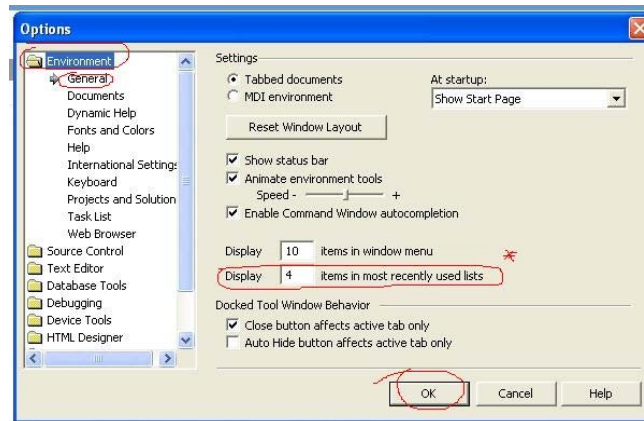 Options
Environment
General
Documents
Dynamic Help
Fonts and Colors
Help
International Settings
Keyboard
Projects and Solution
Task List
Web Browser
Source Control
Text Editor
Database Tools
Debugging
Device Tools
HTML Designer
Settings
Tabbed documents
MDI environment
At startup:
Show Start Page
Reset Window Layout
Show status bar
Animate environment tools
Speed - +
Enable Command Window autocompletion
Display 10 items in window menu
Display 4 items in most recently used lists
Docked Tool Window Behavior
Close button affects active tab only
Auto Hide button affects active tab only
OK Cancel Help